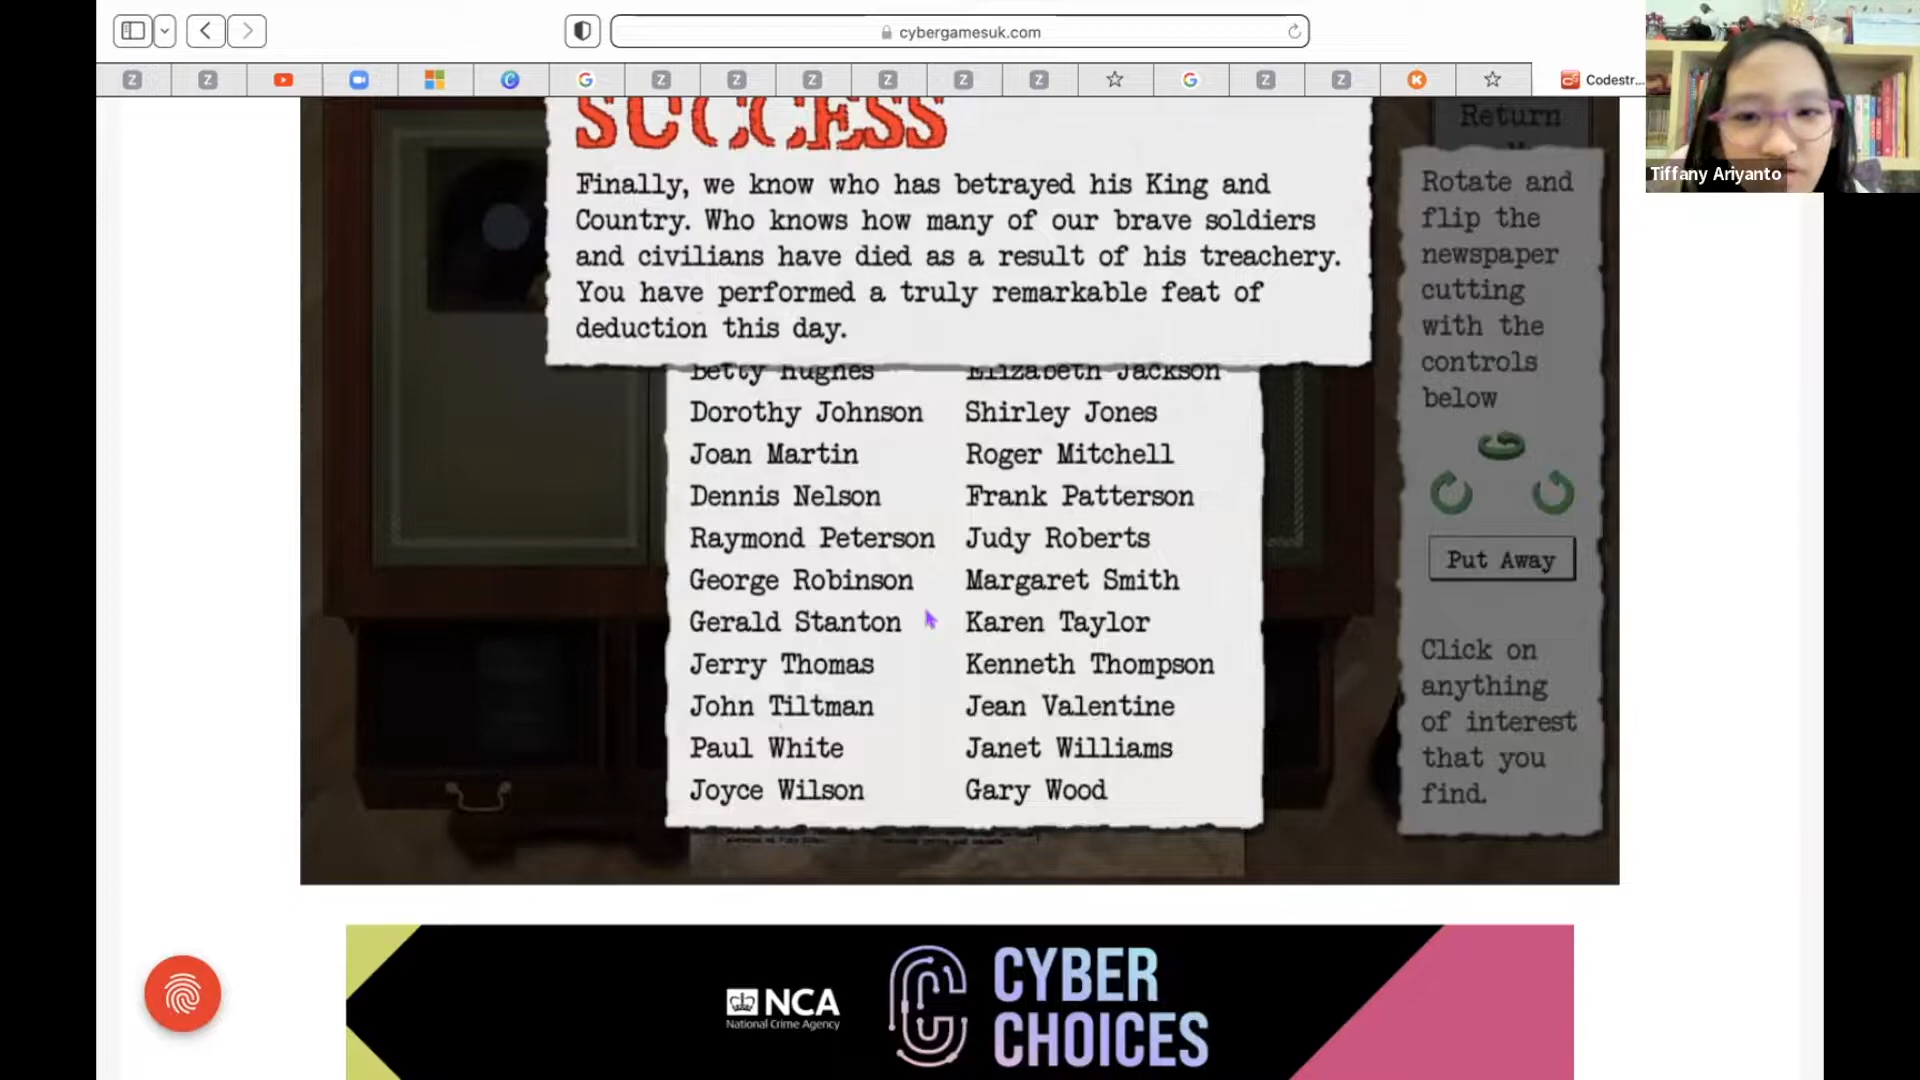 cybergamesuk.com
Codestr...
Tiffany Ariyanto
SUCCESS
Finally, we know who has betrayed his King and
Country. Who knows how many of our brave soldiers
and civilians have died as a result of his treachery.
You have performed a truly remarkable feat of
deduction this day.
Betty Hughes Elizabeth Jackson
Dorothy Johnson Shirley Jones
Joan Martin Roger Mitchell
Dennis Nelson Frank Patterson
Raymond Peterson Judy Roberts
George Robinson Margaret Smith
Gerald Stanton Karen Taylor
Jerry Thomas Kenneth Thompson
John Tiltman Jean Valentine
Paul White Janet Williams
Joyce Wilson Gary Wood
Return
Rotate and
flip the
newspaper
cutting
with the
controls
below
Put Away
Click on
anything
of interest
that you
find.
NCA
National Crime Agency
CYBER
CHOICES